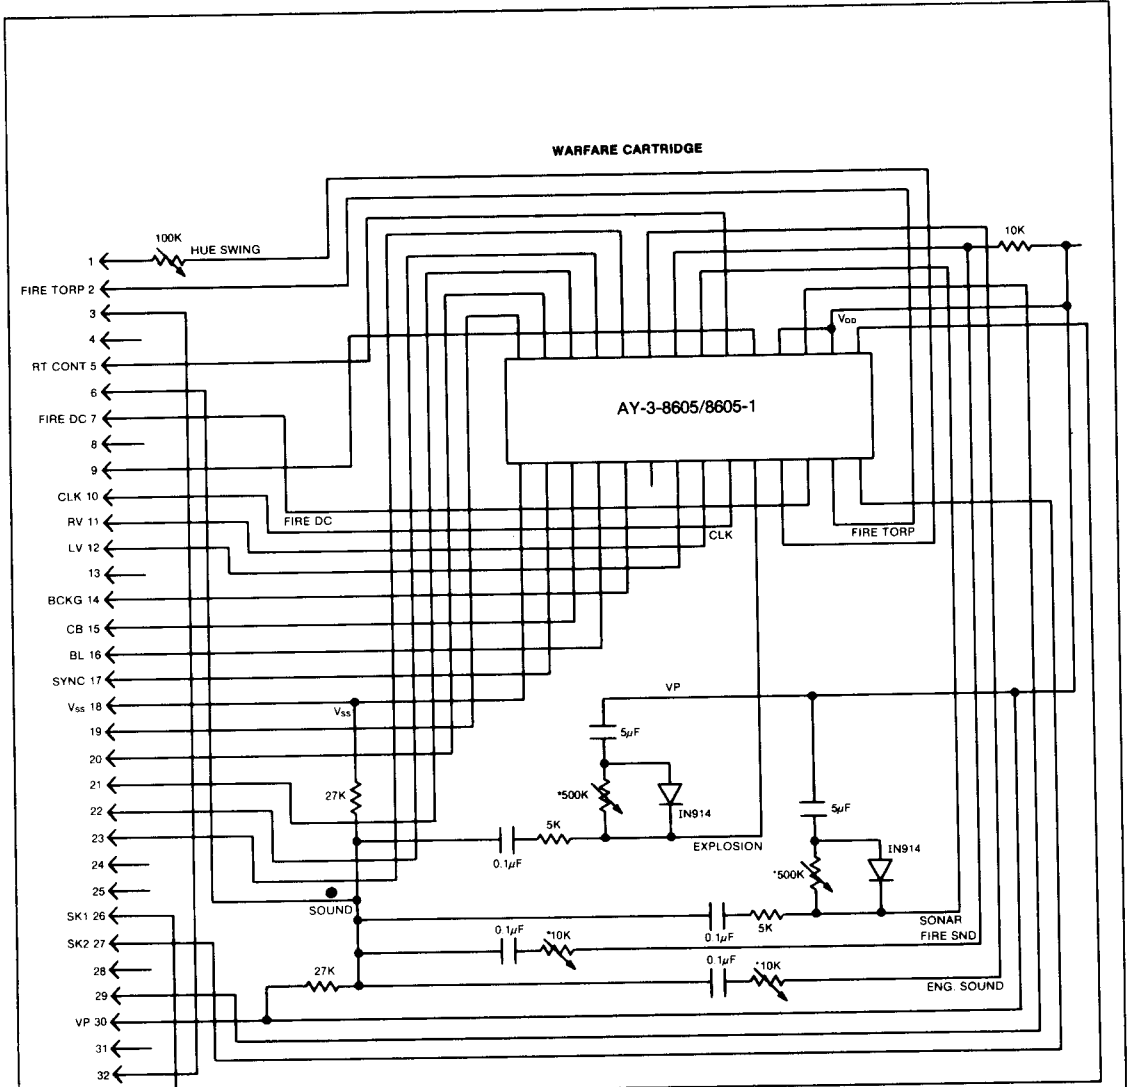 WARFARE CARTRIDGE
100K
HUE SWING
10K
1
FIRE TORP 2
3
4
RT CONT 5
6
FIRE DC 7
8
9
CLK 10
RV 11
LV 12
13
BCKG 14
CB 15
BL 16
SYNC 17
Vss 18
19
20
21
22
23
24
25
SK1 26
SK2 27
28
29
VP 30
31
32
VDD
AY-3-8605/8605-1
FIRE DC
CLK
FIRE TORP
VP
Vss
5µF
27K
*500K
IN914
5µF
5K
0.1µF
EXPLOSION
IN914
*500K
SOUND
0.1µF
5K
SONAR
FIRE SND
0.1µF
*10K
27K
0.1µF
*10K
ENG. SOUND